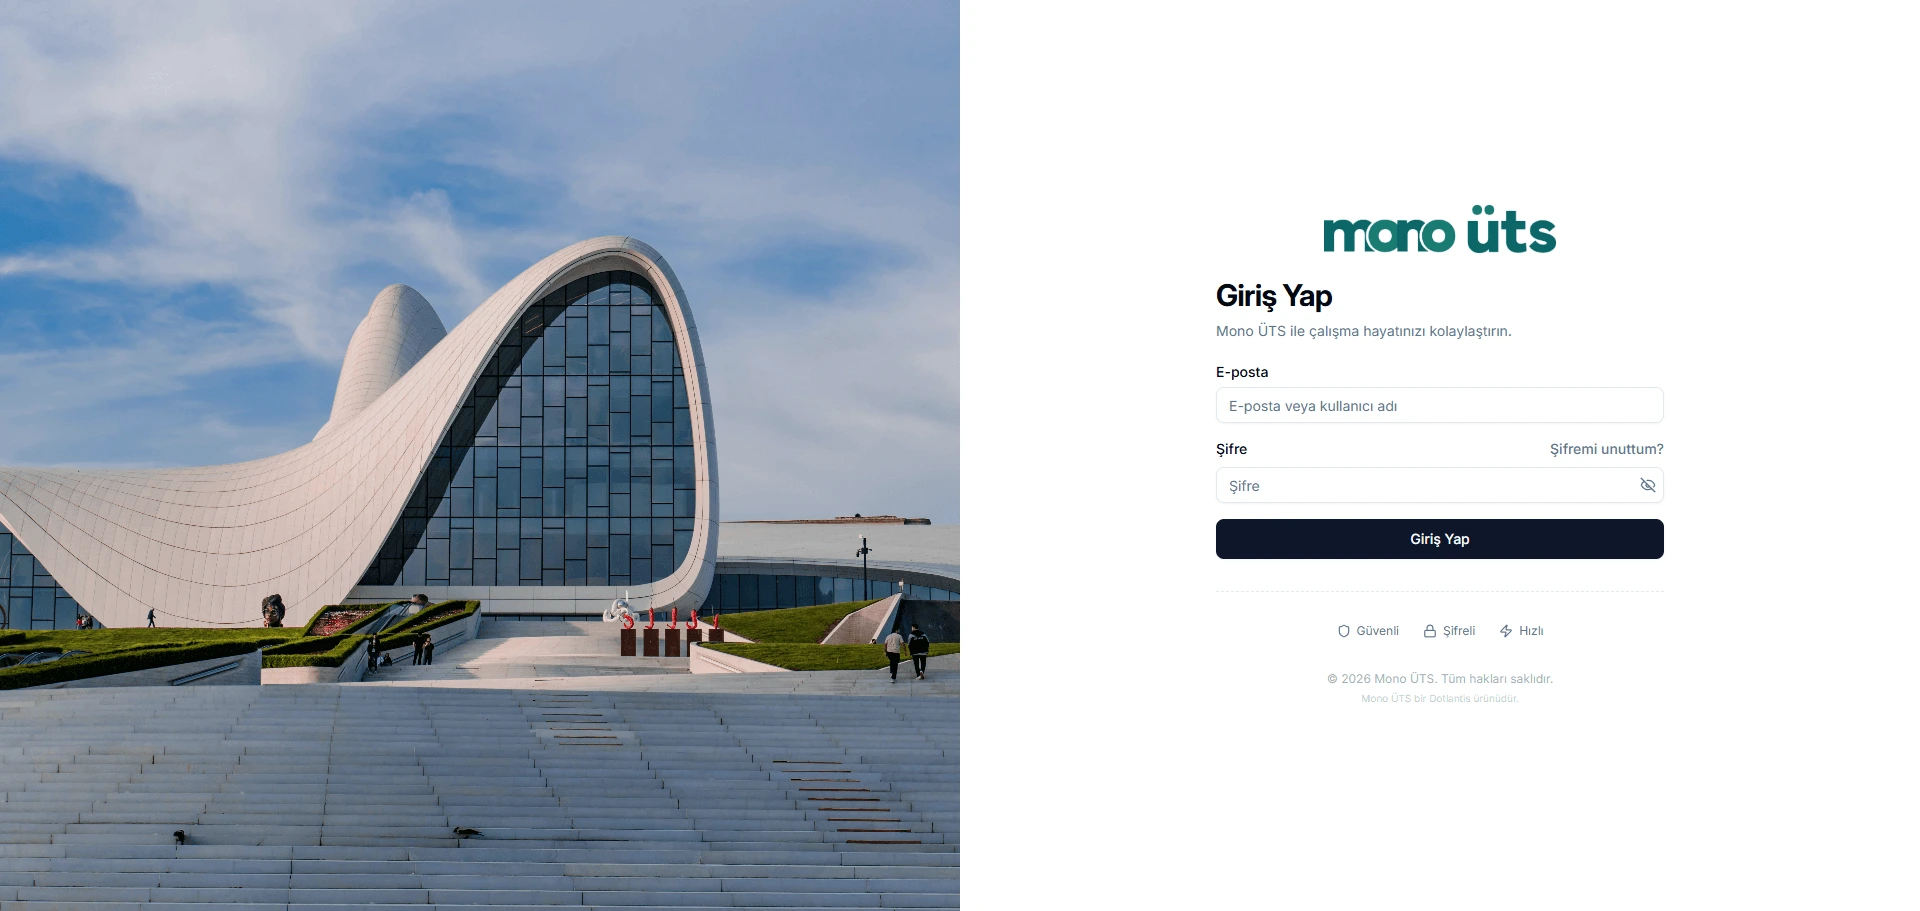 mono üts
Giriş Yap
Mono ÜTS ile çalışma hayatınızı kolaylaştırın.
E-posta
E-posta veya kullanıcı adı
Şifre
Şifremi unuttum?
Şifre
Giriş Yap
Güvenli
Şifreli
Hızlı
© 2026 Mono ÜTS. Tüm hakları saklıdır.
Mono ÜTS bir Dotlantis ürünüdür.